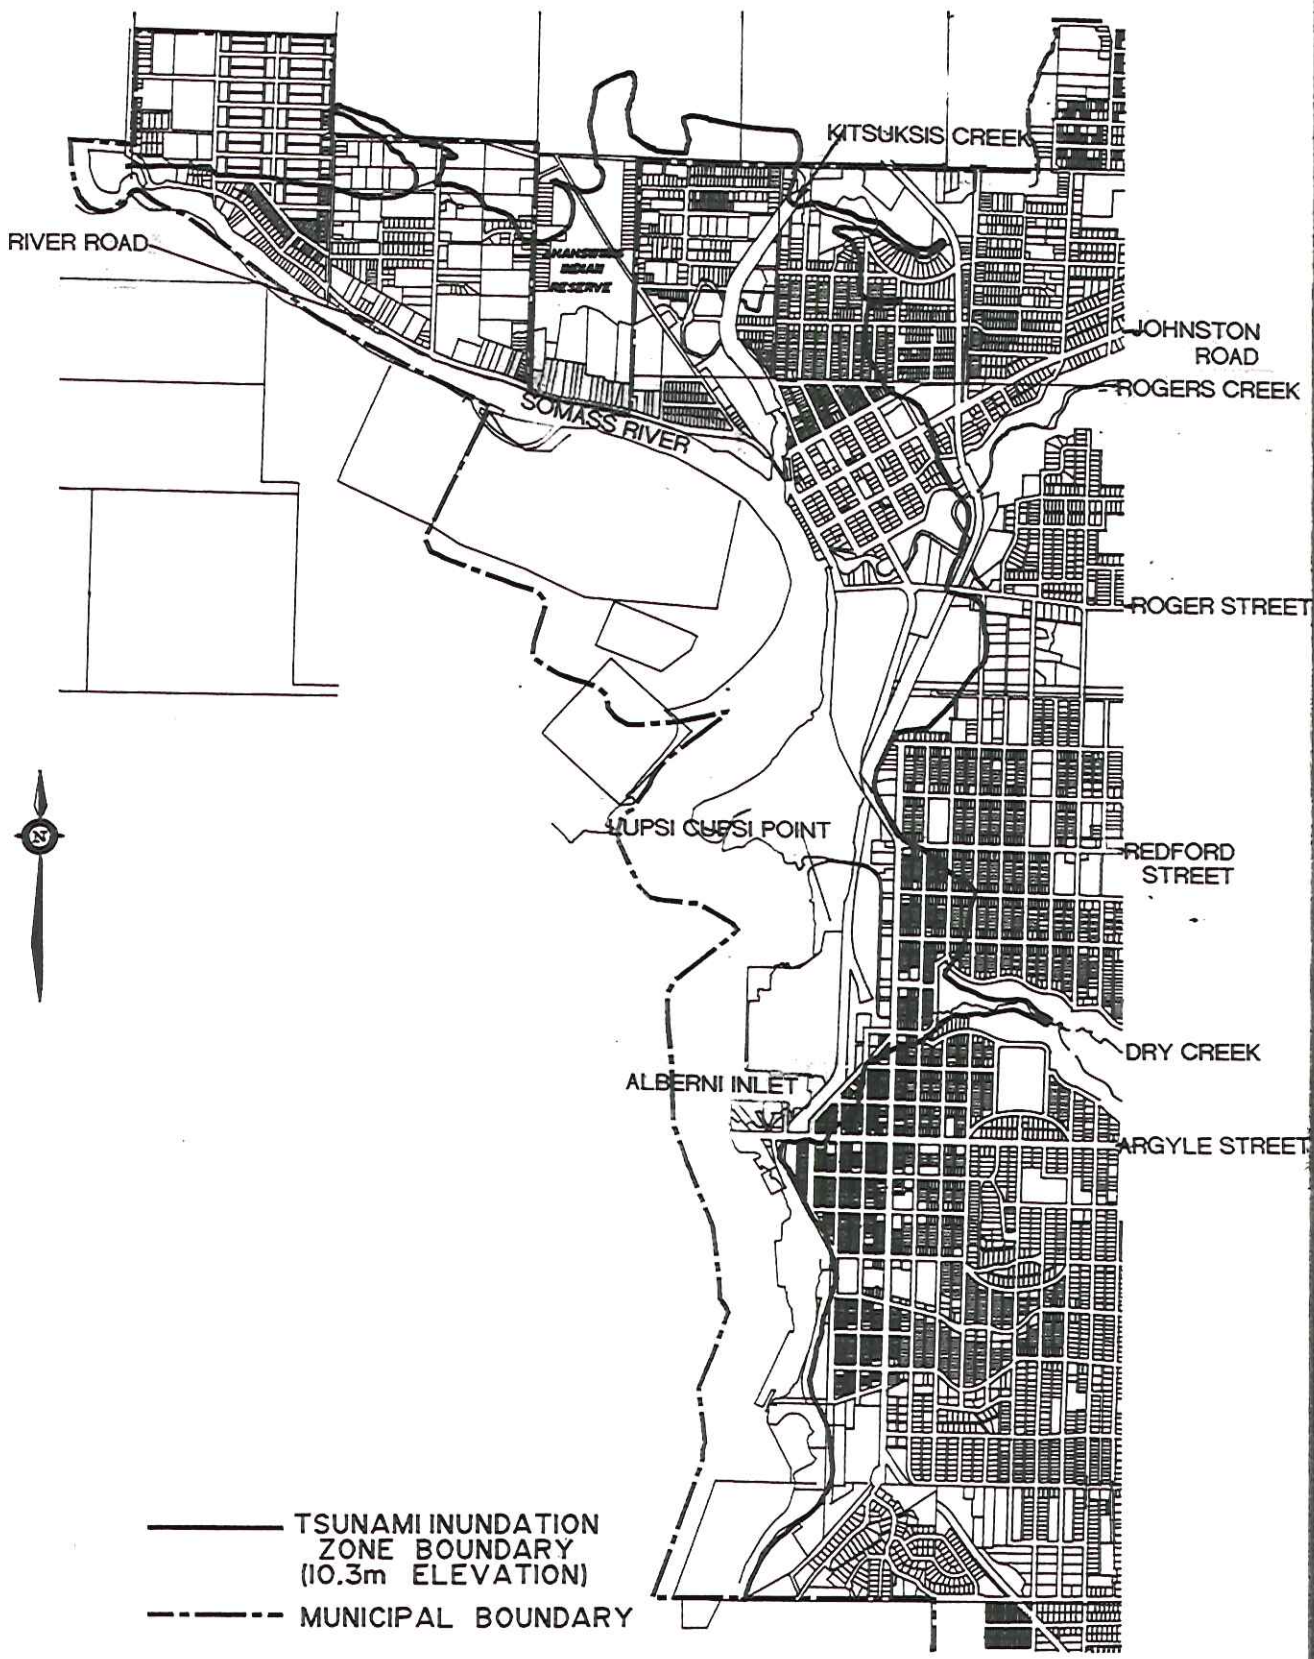 KITSUKSIS CREEK
RIVER ROAD
INDIAN
RESERVE
JOHNSTON
ROAD
ROGERS CREEK
SOMASS RIVER
ROGER STREET
N
POINT
REDFORD
STREET
DRY CREEK
ALBERNI INLET
ARGYLE STREET
TSUNAMI INUNDATION
ZONE BOUNDARY
(10.3m ELEVATION)
MUNICIPAL BOUNDARY